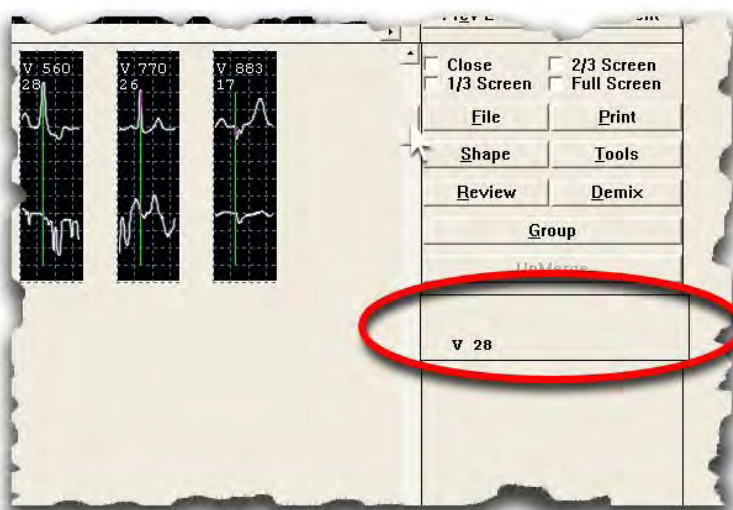 V 560
28
V 770
26
V 883
17
Close
2/3 Screen
1/3 Screen
Full Screen
File
Print
Shape
Tools
Review
Demix
Group
UnMerge
V 28